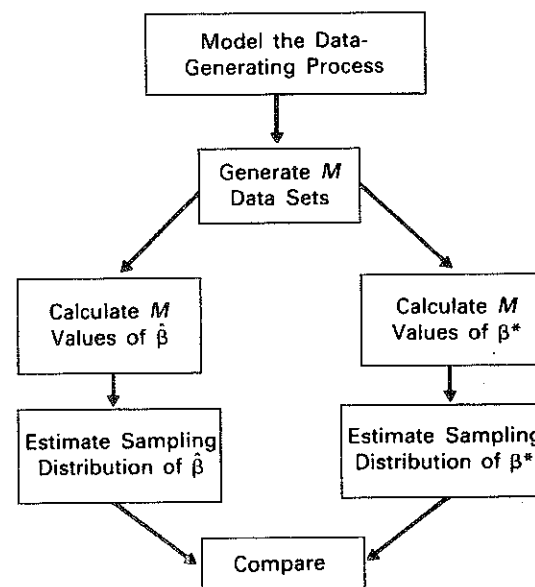 Model the Data-
Generating Process
Generate M
Data Sets
Calculate M
Values of β̂
Calculate M
Values of β*
Estimate Sampling
Distribution of β̂
Estimate Sampling
Distribution of β*
Compare